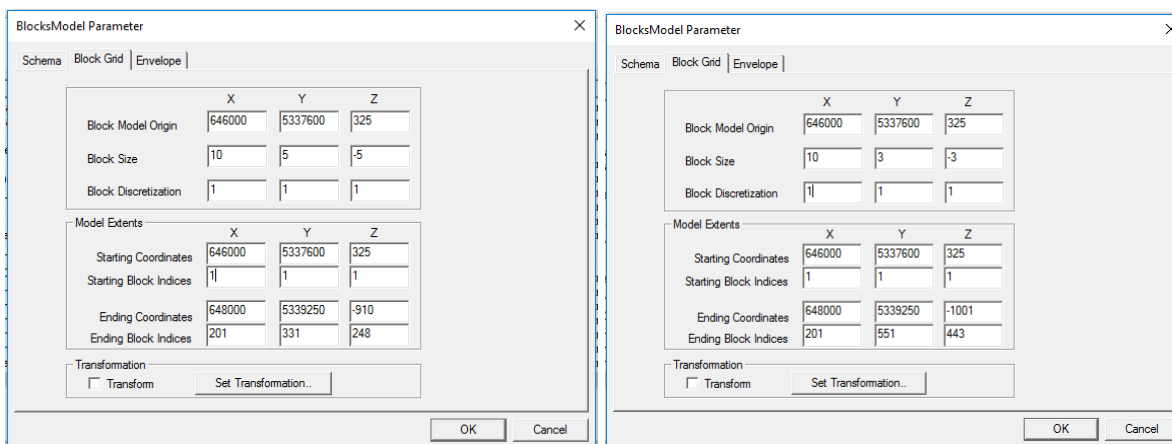 BlocksModel Parameter
Schema Block Grid Envelope
X Y Z
Block Model Origin 646000 5337600 325
Block Size 10 5 -5
Block Discretization 1 1 1
Model Extents
X Y Z
Starting Coordinates 646000 5337600 325
Starting Block Indices 1 1 1
Ending Coordinates 648000 5339250 -910
Ending Block Indices 201 331 248
Transformation
Transform Set Transformation..
OK Cancel
BlocksModel Parameter
Schema Block Grid Envelope
X Y Z
Block Model Origin 646000 5337600 325
Block Size 10 3 -3
Block Discretization 1 1 1
Model Extents
X Y Z
Starting Coordinates 646000 5337600 325
Starting Block Indices 1 1 1
Ending Coordinates 648000 5339250 -1001
Ending Block Indices 201 551 443
Transformation
Transform Set Transformation..
OK Cancel